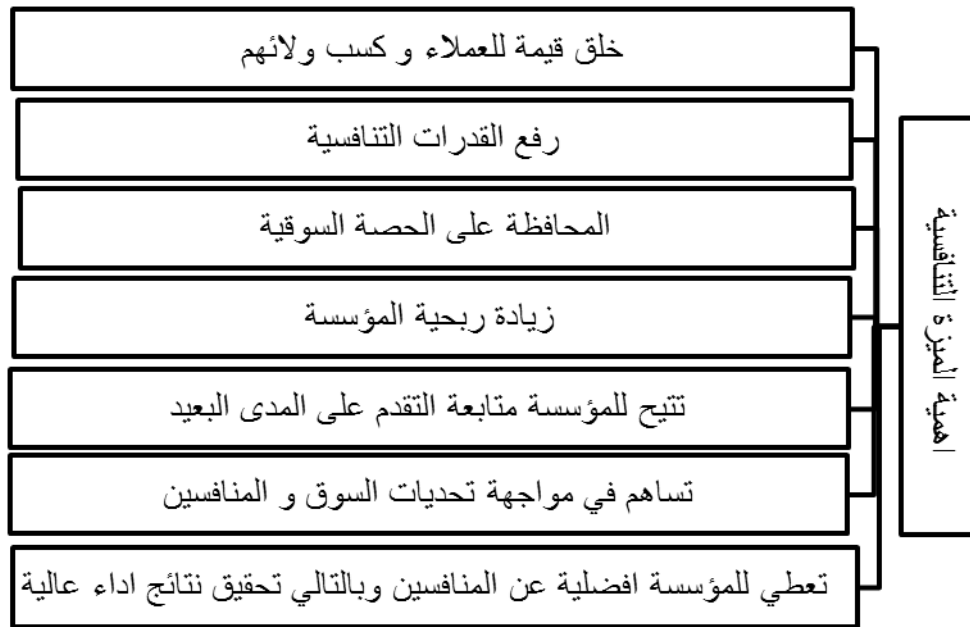 اهمية الميزة التنافسية
خلق قيمة للعملاء و كسب ولائهم
رفع القدرات التنافسية
المحافظة على الحصة السوقية
زيادة ربحية المؤسسة
تتيح للمؤسسة متابعة التقدم على المدى البعيد
تساهم في مواجهة تحديات السوق و المنافسين
تعطي للمؤسسة افضلية عن المنافسين وبالتالي تحقيق نتائج اداء عالية